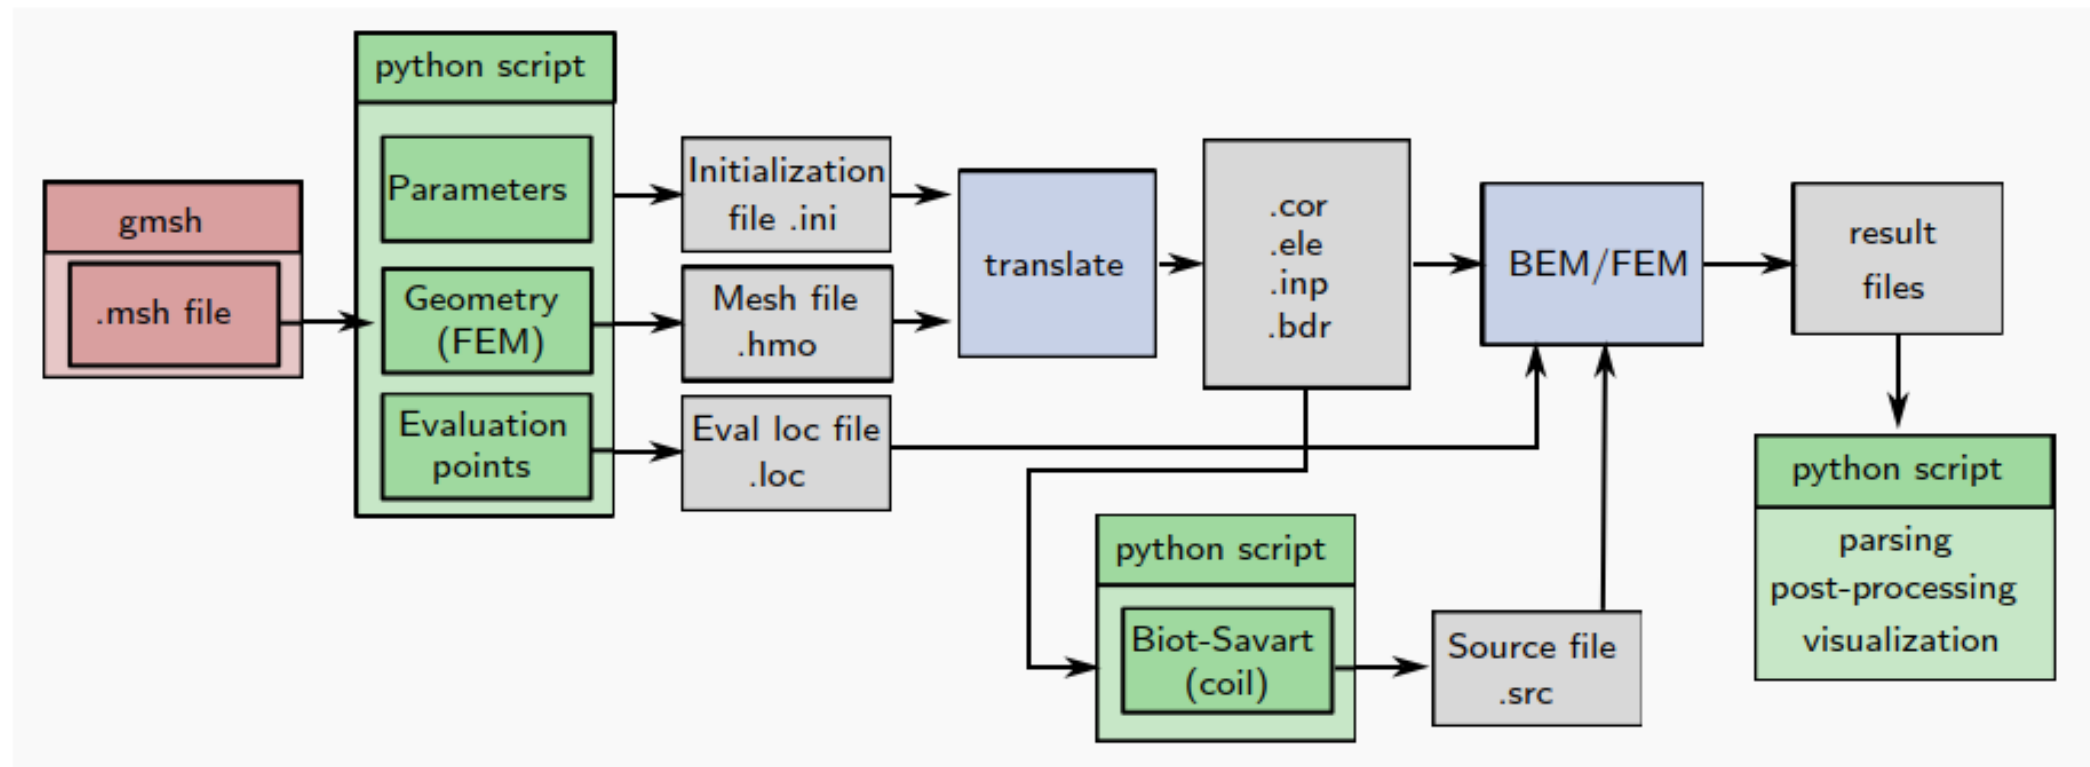 gmsh
.msh file
python script
Parameters
Geometry
(FEM)
Evaluation
points
Initialization
file .ini
Mesh file
.hmo
Eval loc file
.loc
translate
.cor
.ele
.inp
.bdr
python script
Biot-Savart
(coil)
Source file
.src
BEM/FEM
result
files
python script
parsing
post-processing
visualization